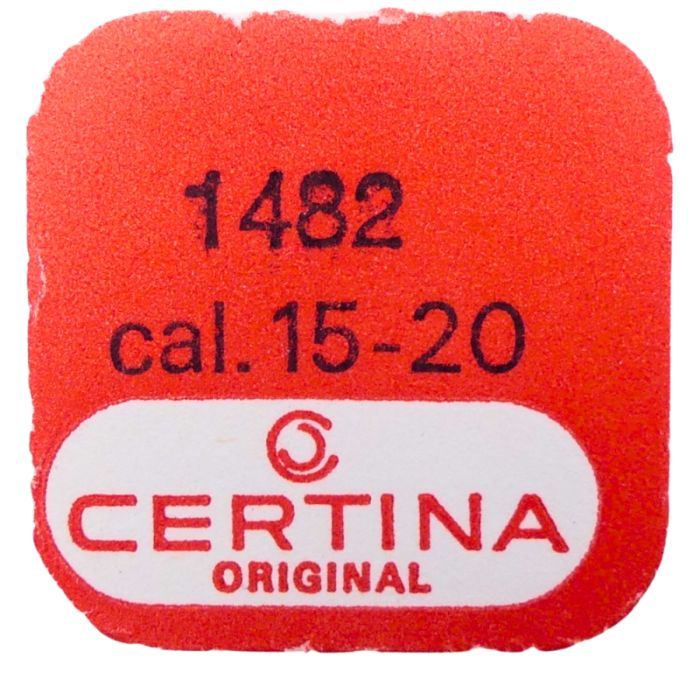 1482
cal. 15-20
CERTINA
ORIGINAL